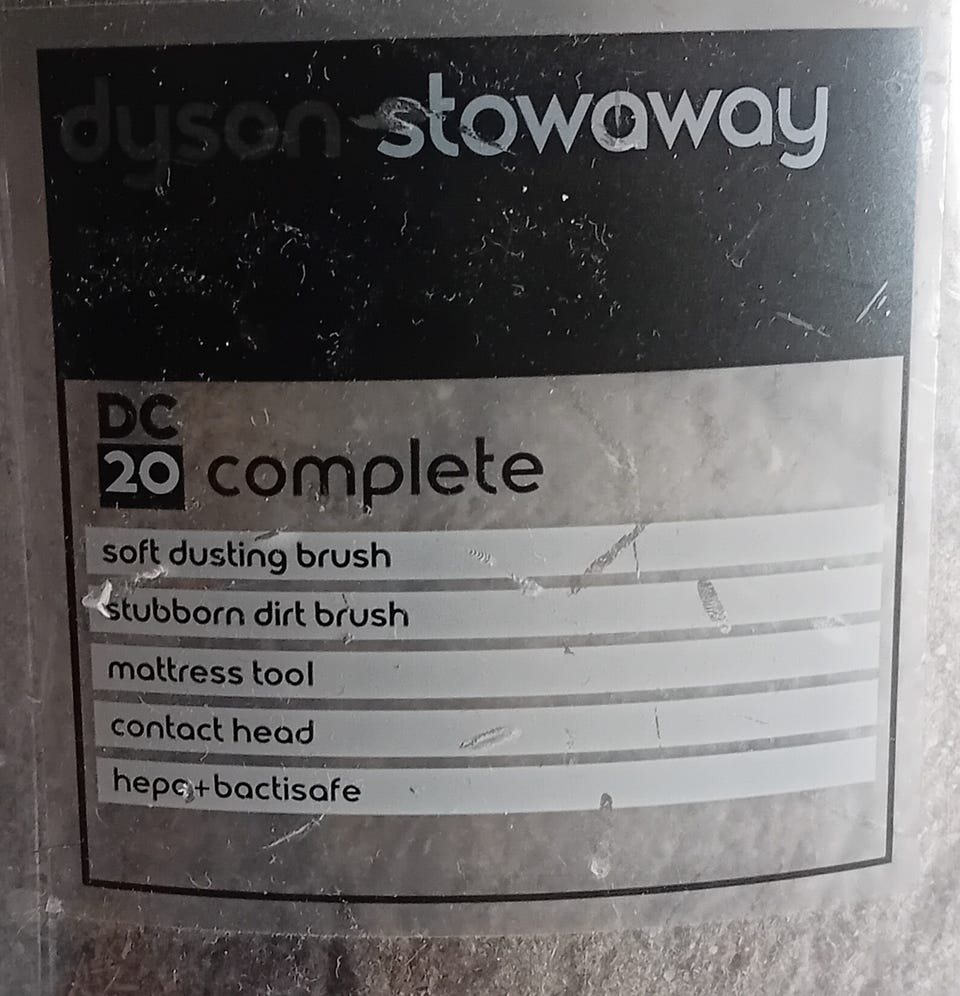 dyson stowaway
DC
20 complete
soft dusting brush
stubborn dirt brush
mattress tool
contact head
hepa+bactisafe